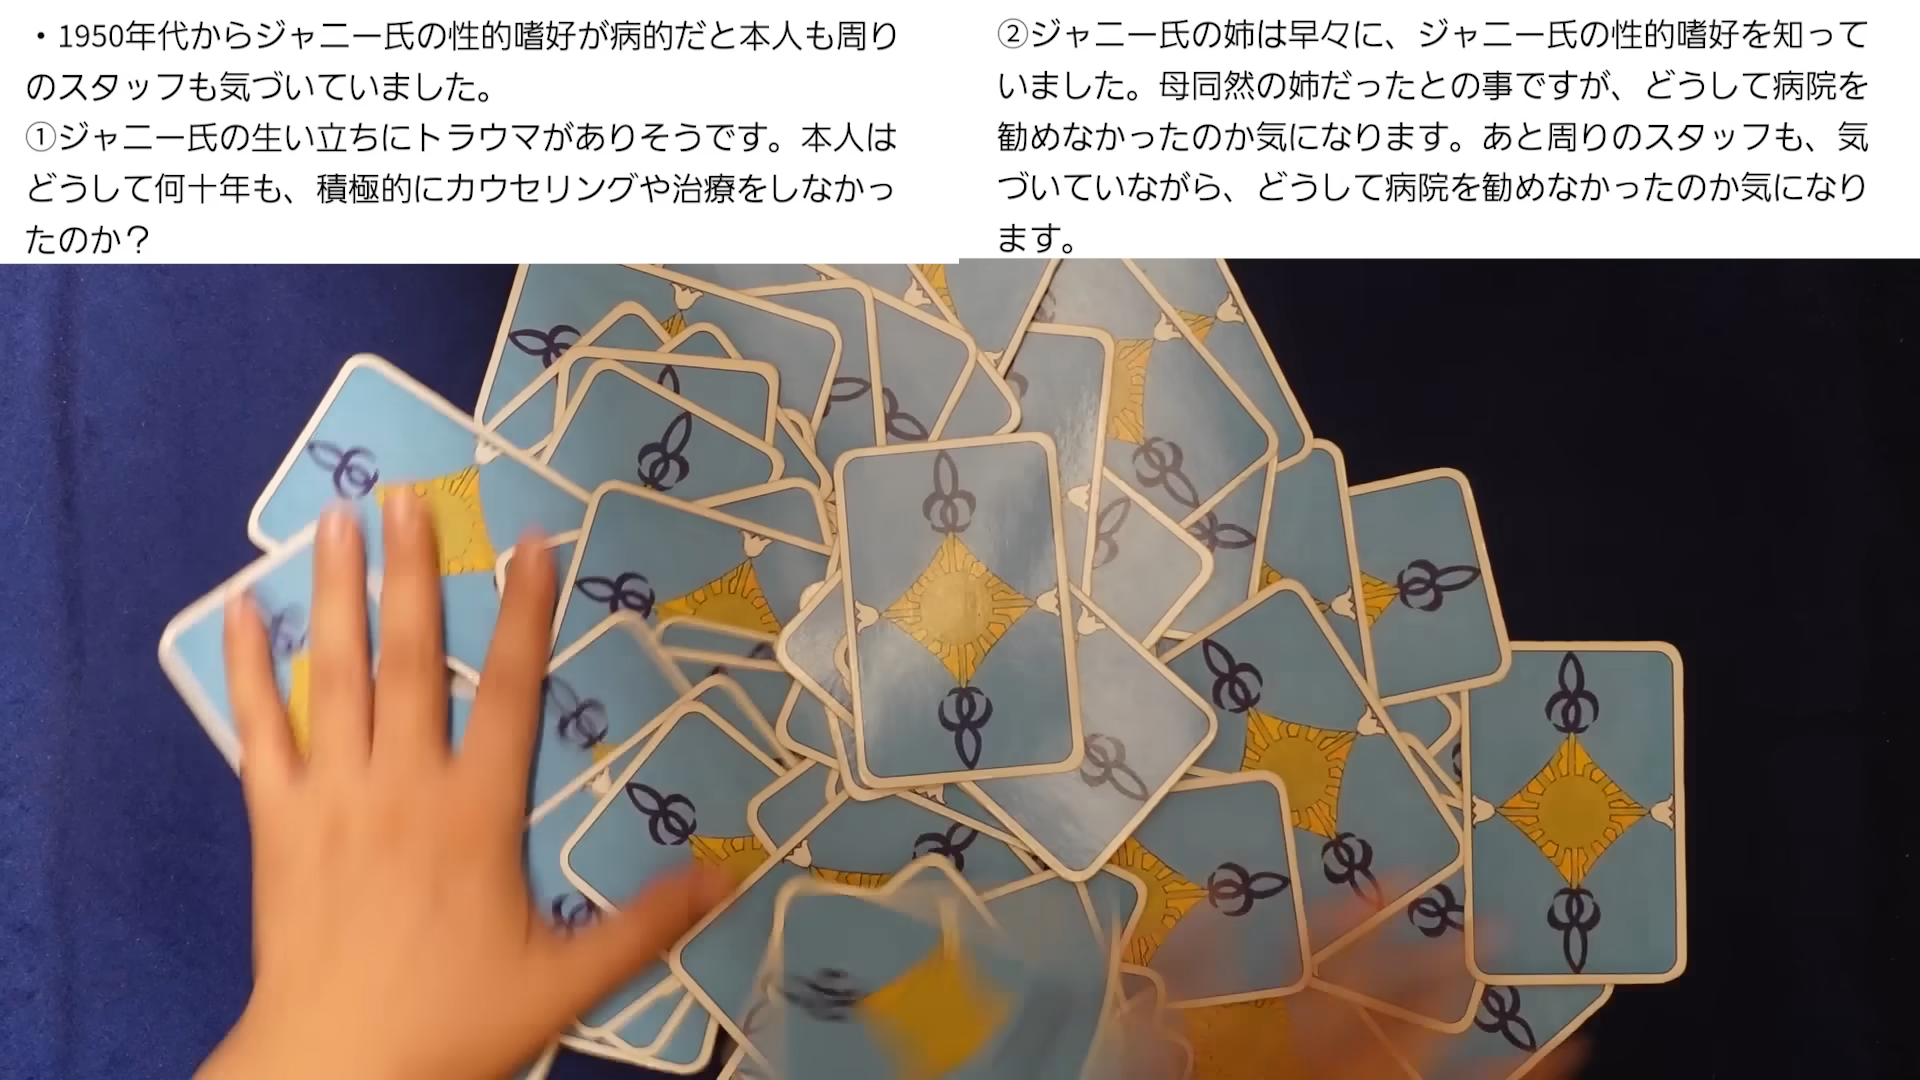 ・1950年代からジャニー氏の性的嗜好が病的だと本人も周り
のスタッフも気づいていました。
①ジャニー氏の生い立ちにトラウマがありそうです。本人は
どうして何十年も、積極的にカウセリングや治療をしなかっ
たのか？
②ジャニー氏の姉は早々に、ジャニー氏の性的嗜好を知って
いました。母同然の姉だったとの事ですが、どうして病院を
勧めなかったのか気になります。あと周りのスタッフも、気
づいていながら、どうして病院を勧めなかったのか気になり
ます。